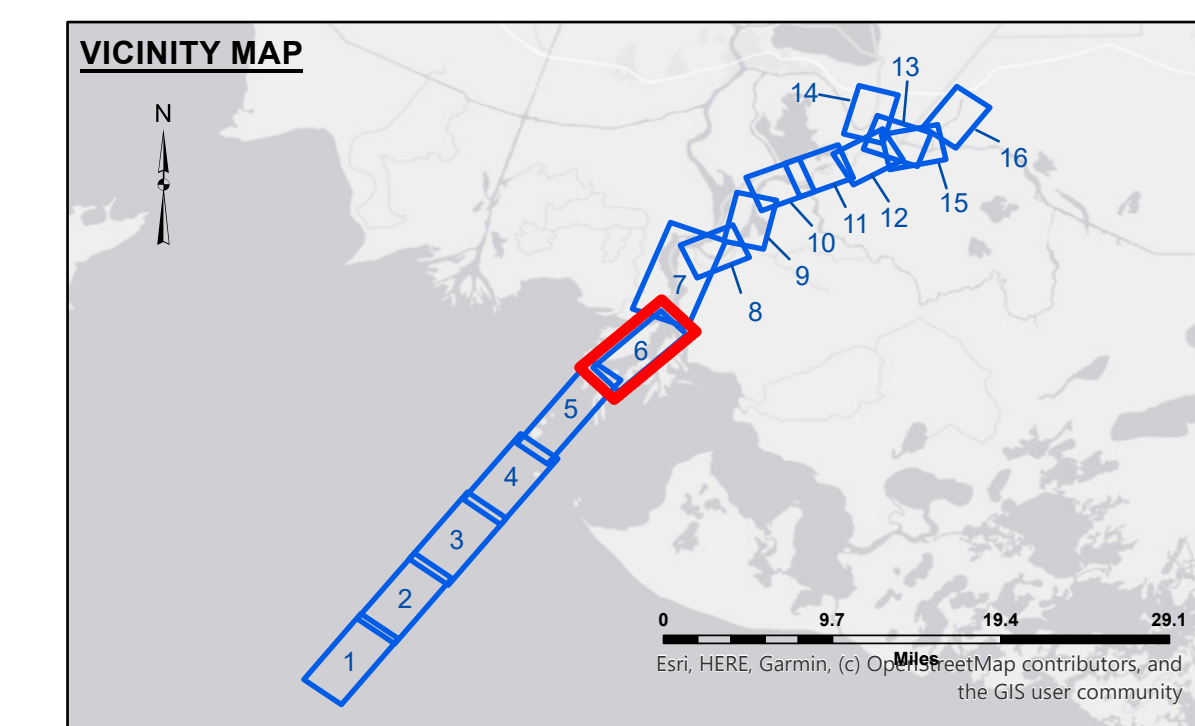 VICINITY MAP
N
13
14
16
15
12
11
10
9
7
8
6
5
4
3
2
1
0 9.7 19.4 29.1
Miles
Esri, HERE, Garmin, (c) OpenStreetMap contributors, and
the GIS user community